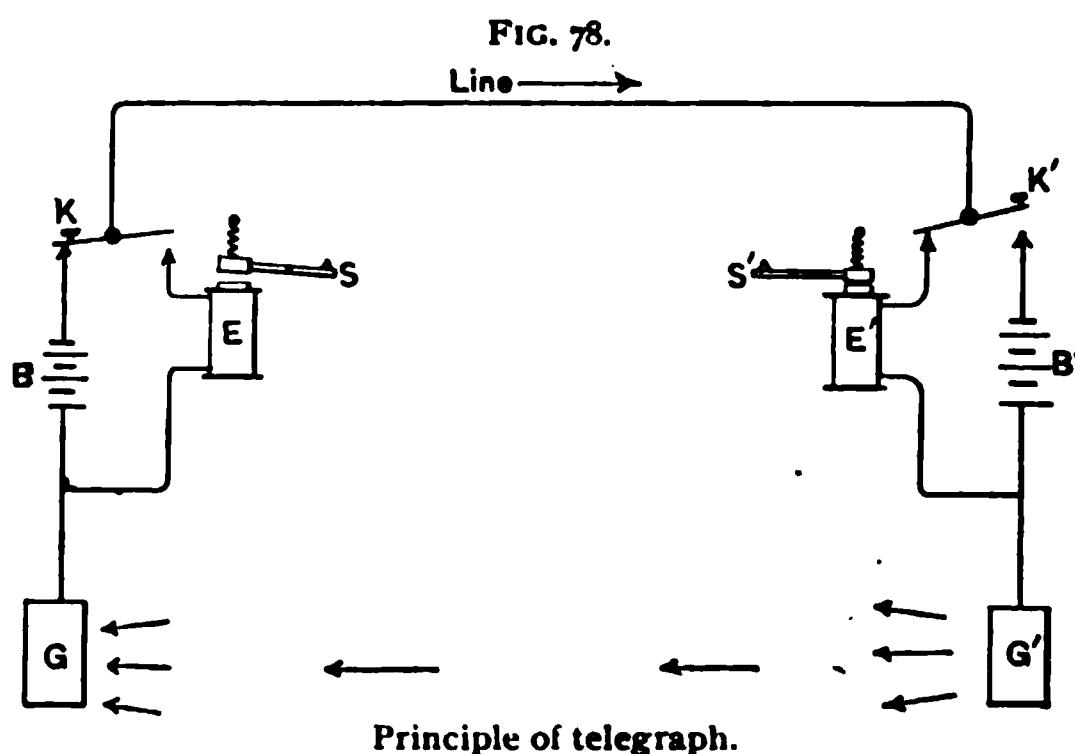 FIG. 78.
Line
K
K′
S
S′
E
E′
B
B′
G
G′
Principle of telegraph.